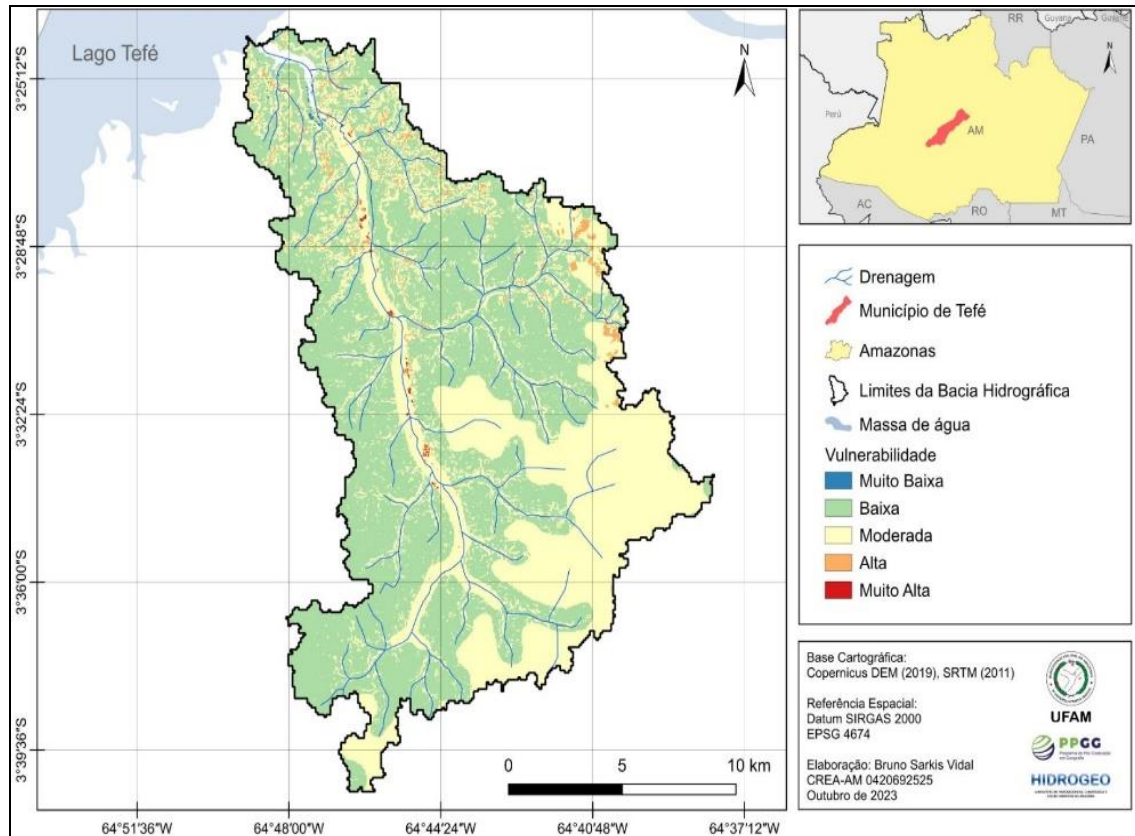 Lago Tefé
N
3°25'12"S
3°28'48"S
3°32'24"S
3°36'00"S
3°39'36"S
64°51'36"W
64°48'00"W
64°44'24"W
64°40'48"W
64°37'12"W
0 5 10 km
RR
Guyana
Perú
N
AM
PA
AC
RO
MT
Drenagem
Município de Tefé
Amazonas
Limites da Bacia Hidrográfica
Massa de água
Vulnerabilidade
Muito Baixa
Baixa
Moderada
Alta
Muito Alta
Base Cartográfica:
Copernicus DEM (2019), SRTM (2011)
Referência Espacial:
Datum SIRGAS 2000
EPSG 4674
Elaboração: Bruno Sarkis Vidal
CREA-AM 0420692525
Outubro de 2023
UFAM
PPGG
HIDROGEO